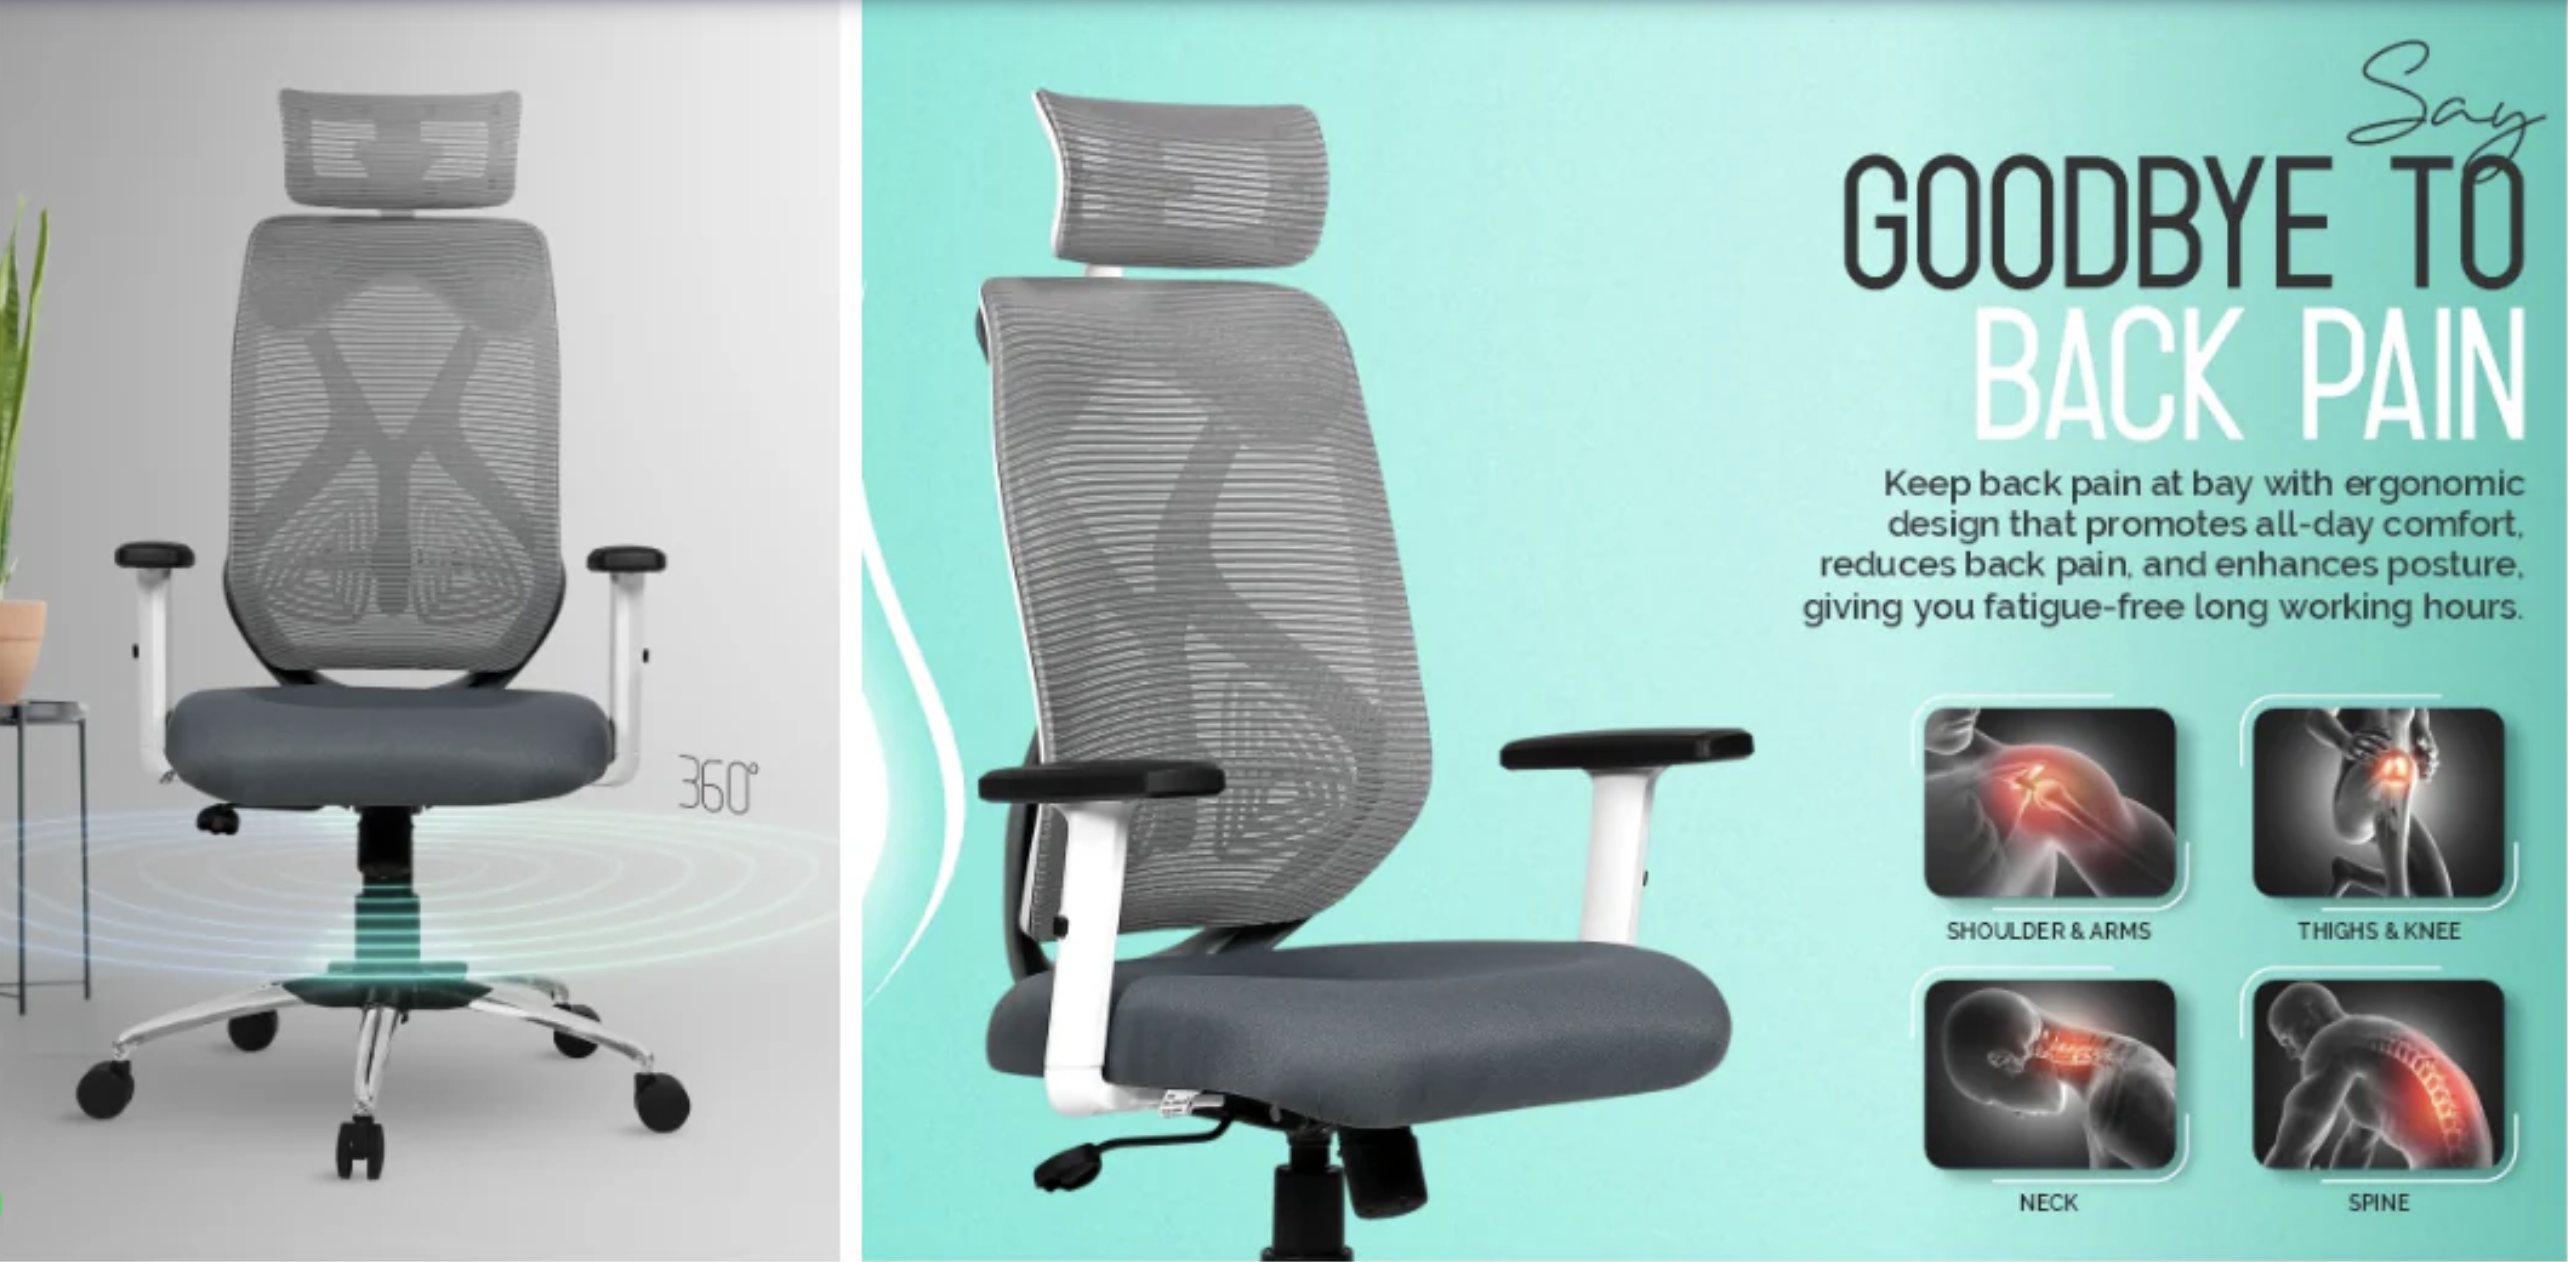 360°
Say
GOODBYE TO
BACK PAIN
Keep back pain at bay with ergonomic
design that promotes all-day comfort,
reduces back pain, and enhances posture,
giving you fatigue-free long working hours.
SHOULDER & ARMS
THIGHS & KNEE
NECK
SPINE